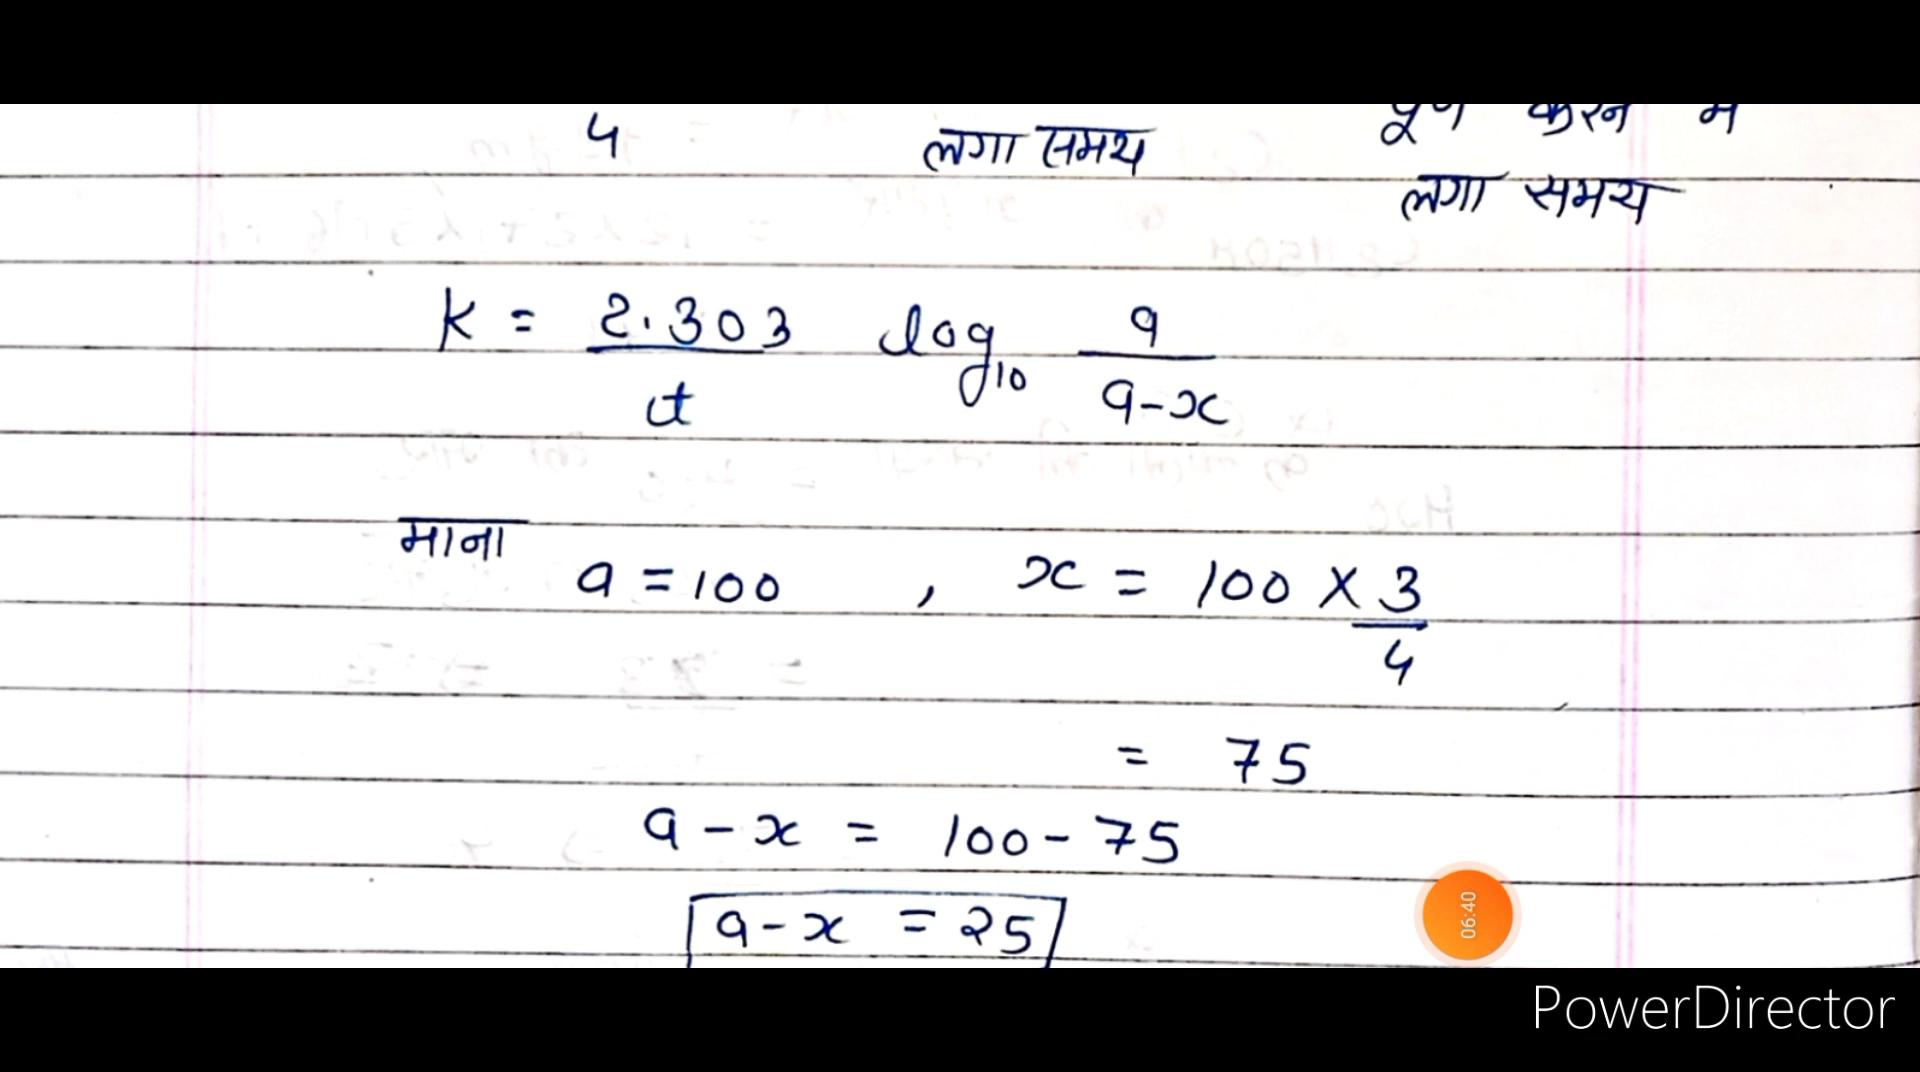 4 लगा समय पूर्ण करने में
लगा समय
K = 2.303 log10 a
t a-x
माना
a = 100 , x = 100 × 3
4
= 75
a - x = 100 - 75
a - x = 25
06:40
PowerDirector